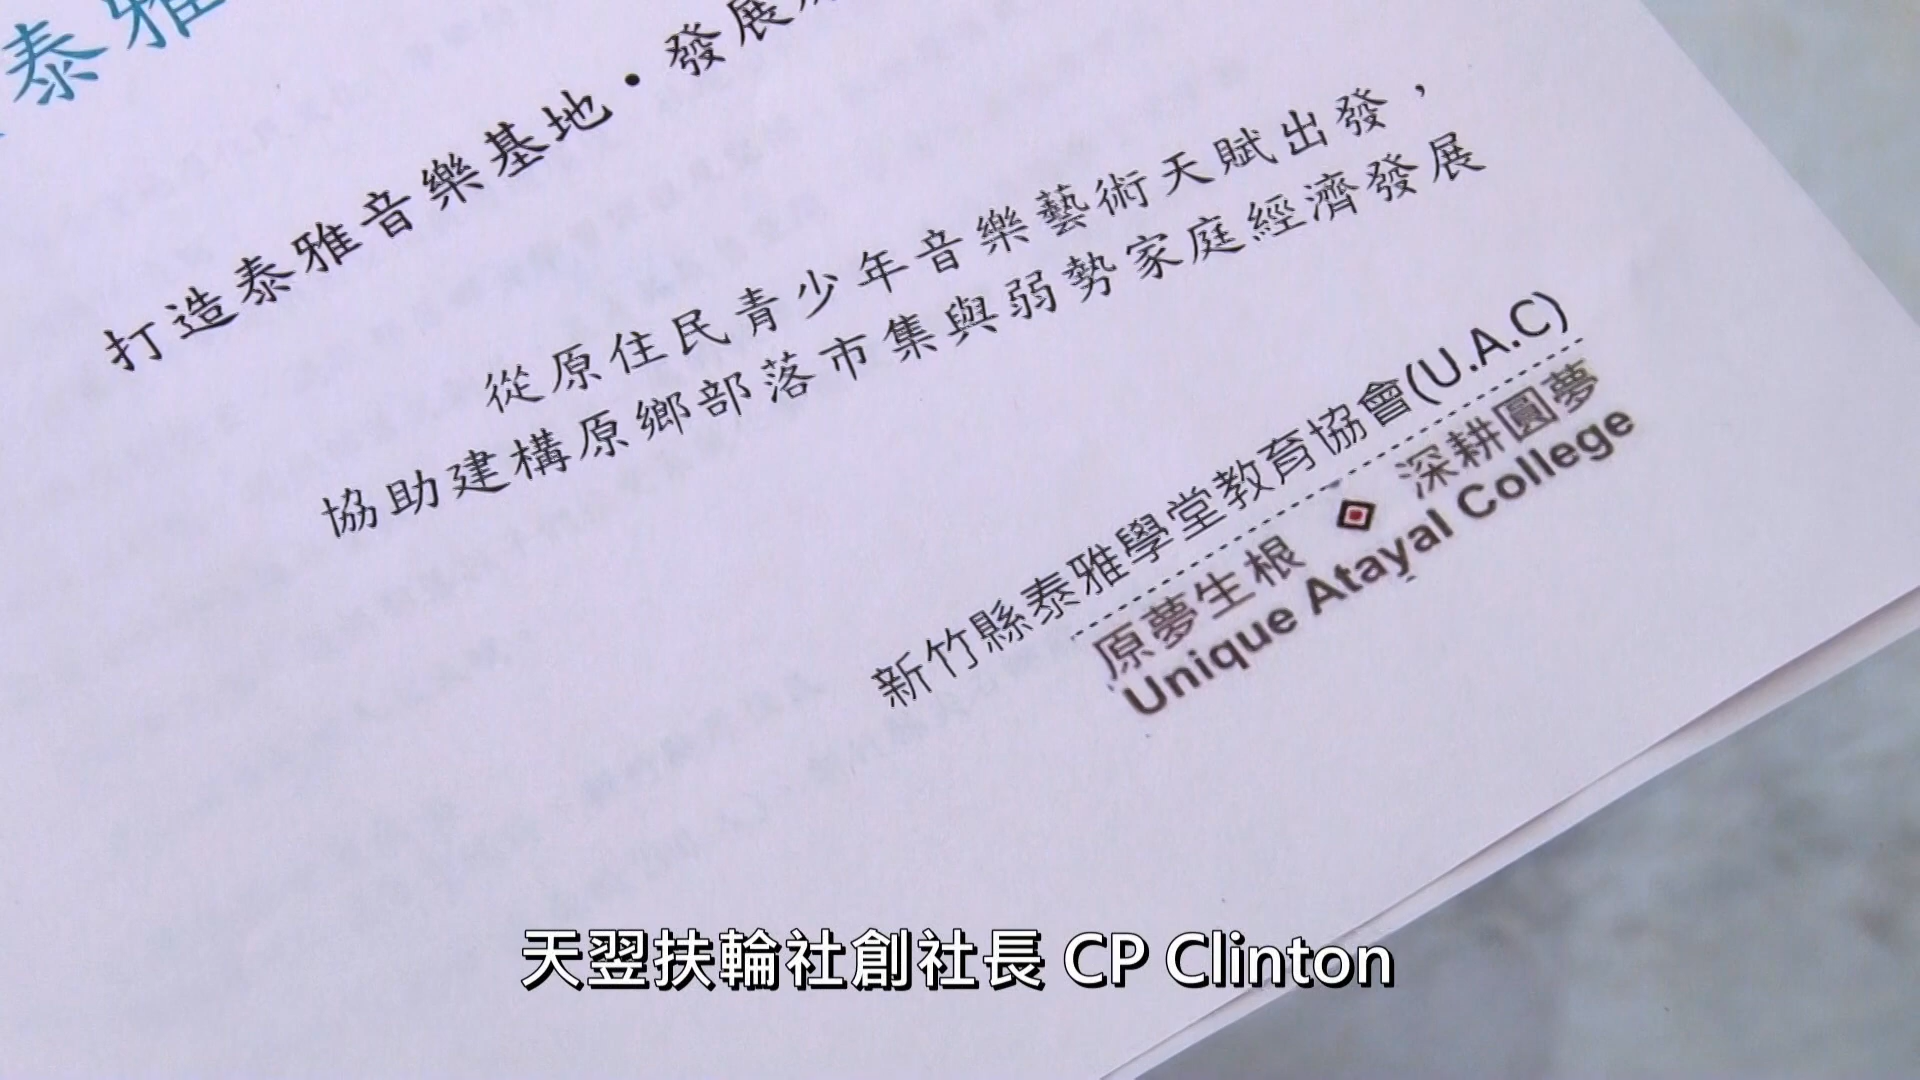 泰雅
打造泰雅音樂基地・發展
從原住民青少年音樂藝術天賦出發，
協助建構原鄉部落市集與弱勢家庭經濟發展
新竹縣泰雅學堂教育協會(U.A.C)
原夢生根 深耕圓夢
Unique Atayal College
天翌扶輪社創社長 CP Clinton